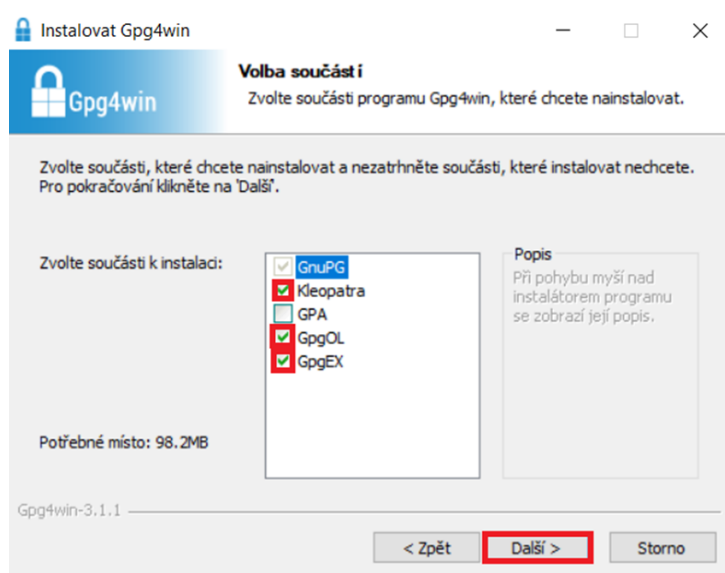 Instalovat Gpg4win
Gpg4win
Volba součástí
Zvolte součásti programu Gpg4win, které chcete nainstalovat.
Zvolte součásti, které chcete nainstalovat a nezatrhněte součásti, které instalovat nechcete.
Pro pokračování klikněte na 'Další'.
Zvolte součásti k instalaci:
GnuPG
Kleopatra
GPA
GpgOL
GpgEX
Popis
Při pohybu myší nad
instalátorem programu
se zobrazí její popis.
Potřebné místo: 98.2MB
Gpg4win-3.1.1
< Zpět
Další >
Storno